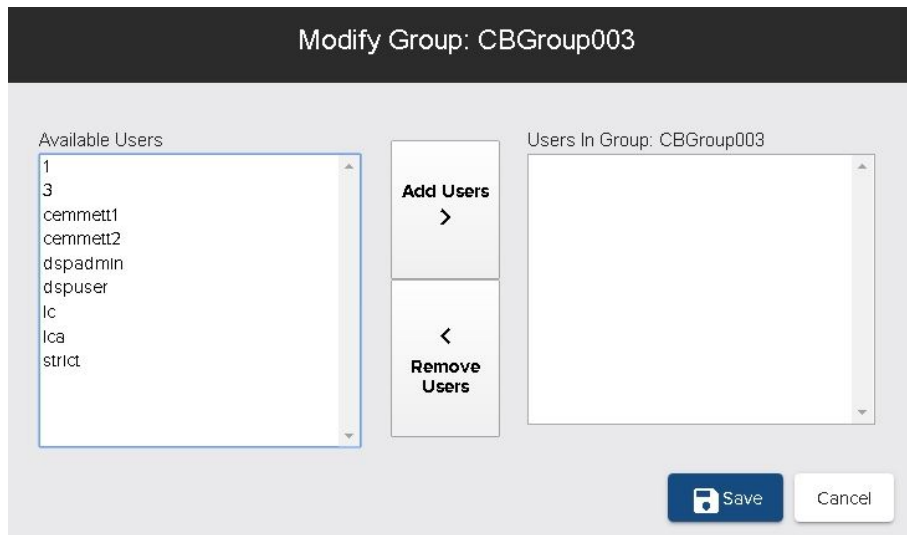 Modify Group: CBGroup003
Available Users
1
3
cemmett1
cemmett2
dspadmin
dspuser
lc
lca
strict
Add Users
>
<
Remove
Users
Users In Group: CBGroup003
Save
Cancel